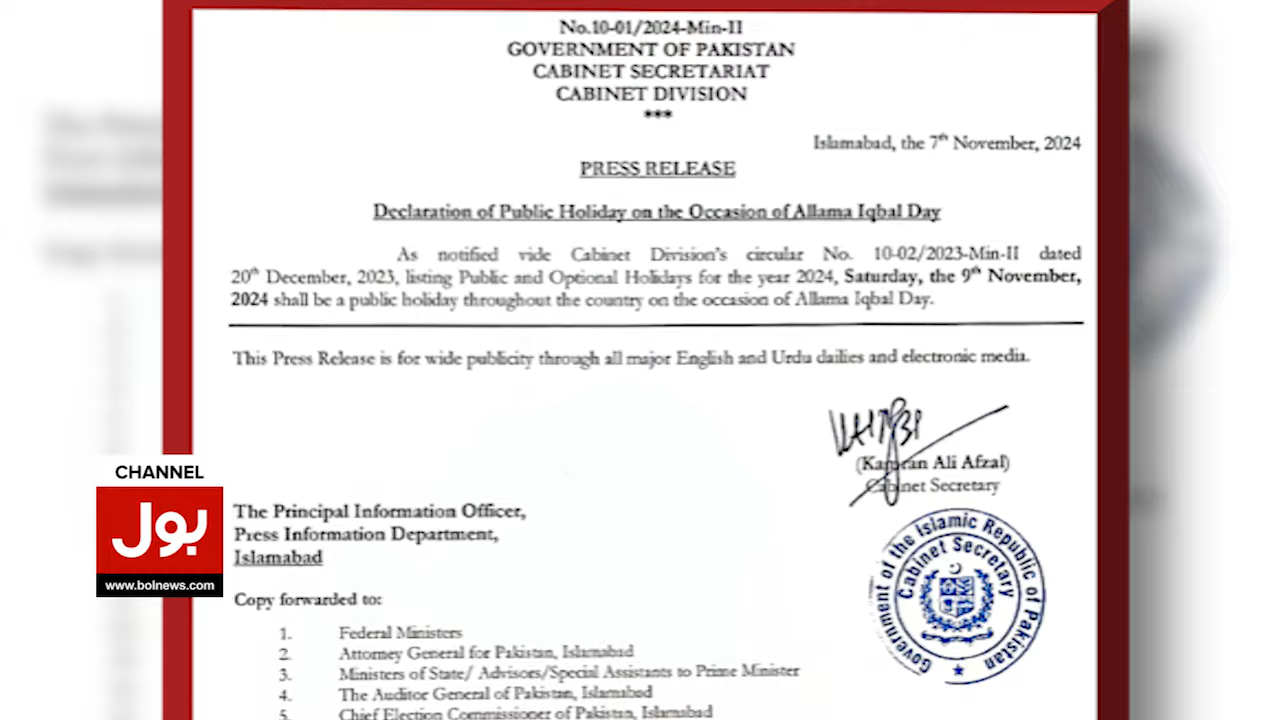 No.10-01/2024-Min-II
GOVERNMENT OF PAKISTAN
CABINET SECRETARIAT
CABINET DIVISION
***
Islamabad, the 7th November, 2024
PRESS RELEASE
Declaration of Public Holiday on the Occasion of Allama Iqbal Day
As notified vide Cabinet Division's circular No. 10-02/2023-Min-II dated
20th December, 2023, listing Public and Optional Holidays for the year 2024, Saturday, the 9th November,
2024 shall be a public holiday throughout the country on the occasion of Allama Iqbal Day.
This Press Release is for wide publicity through all major English and Urdu dailies and electronic media.
(Kamran Ali Afzal)
Cabinet Secretary
Government of the Islamic Republic of Pakistan
Cabinet Secretary
CHANNEL
بول
www.bolnews.com
The Principal Information Officer,
Press Information Department,
Islamabad
Copy forwarded to:
1. Federal Ministers
2. Attorney General for Pakistan, Islamabad
3. Ministers of State/ Advisors/Special Assistants to Prime Minister
4. The Auditor General of Pakistan, Islamabad
5. Chief Election Commissioner of Pakistan, Islamabad